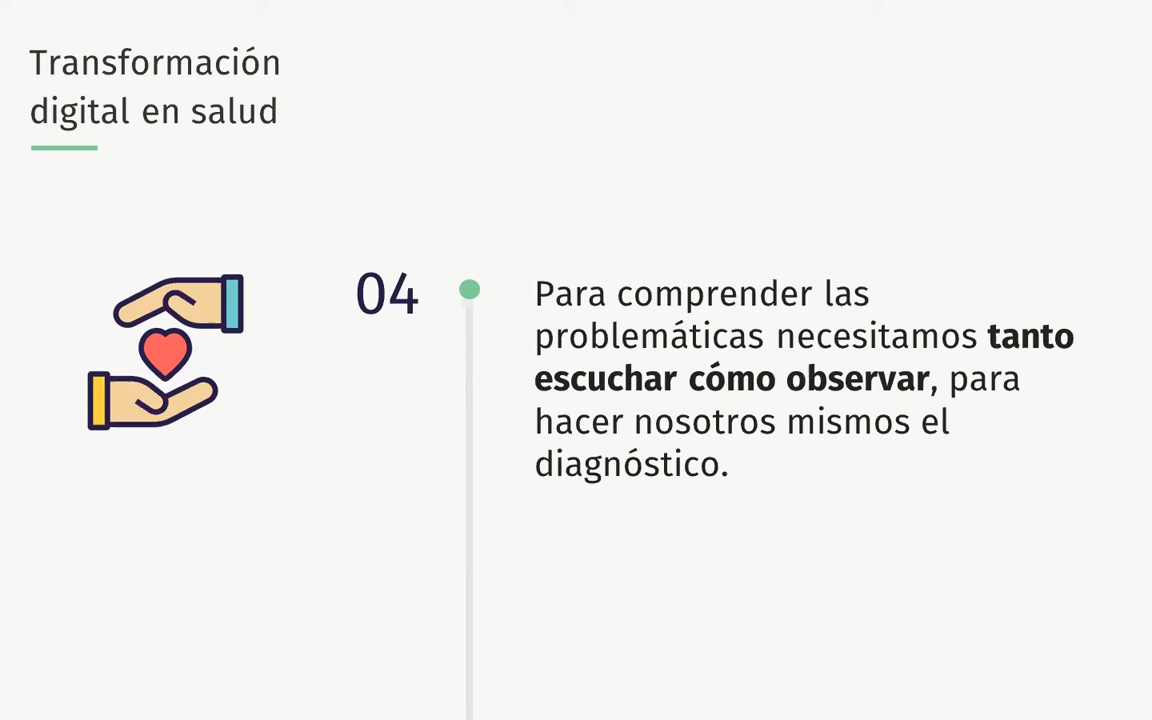 Transformación
digital en salud
04
Para comprender las
problemáticas necesitamos tanto
escuchar cómo observar, para
hacer nosotros mismos el
diagnóstico.